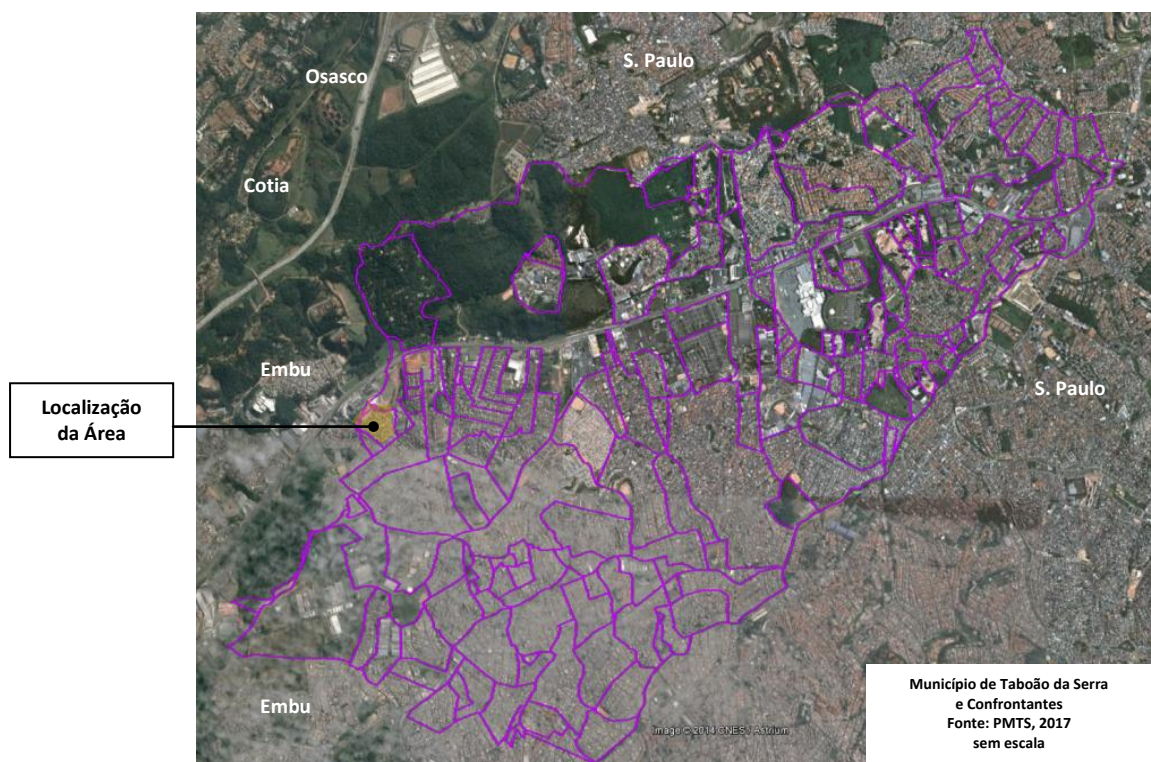 Osasco
S. Paulo
Cotia
Embu
S. Paulo
Localização
da Área
Embu
Município de Taboão da Serra
e Confrontantes
Fonte: PMTS, 2017
sem escala
Image © 2014 CNES / Astrium